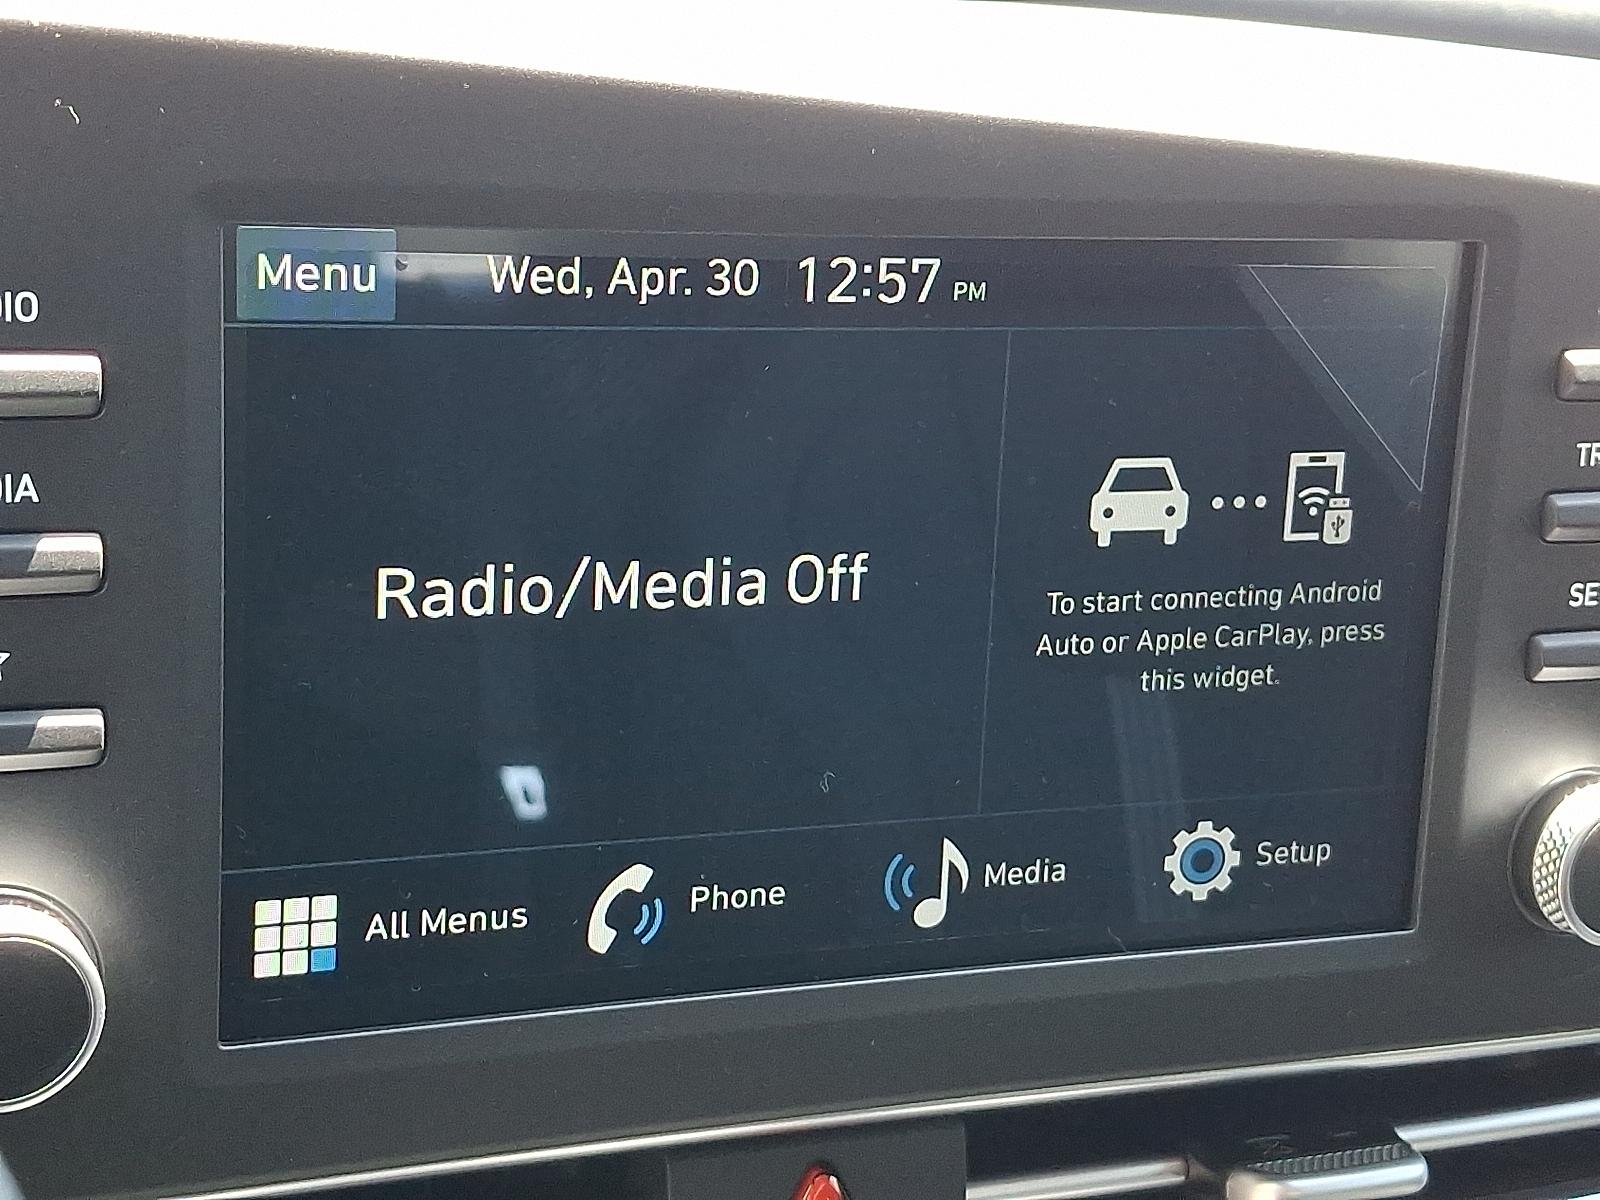 Menu Wed, Apr. 30 12:57 PM
Radio/Media Off
To start connecting Android
Auto or Apple CarPlay, press
this widget.
All Menus Phone Media Setup